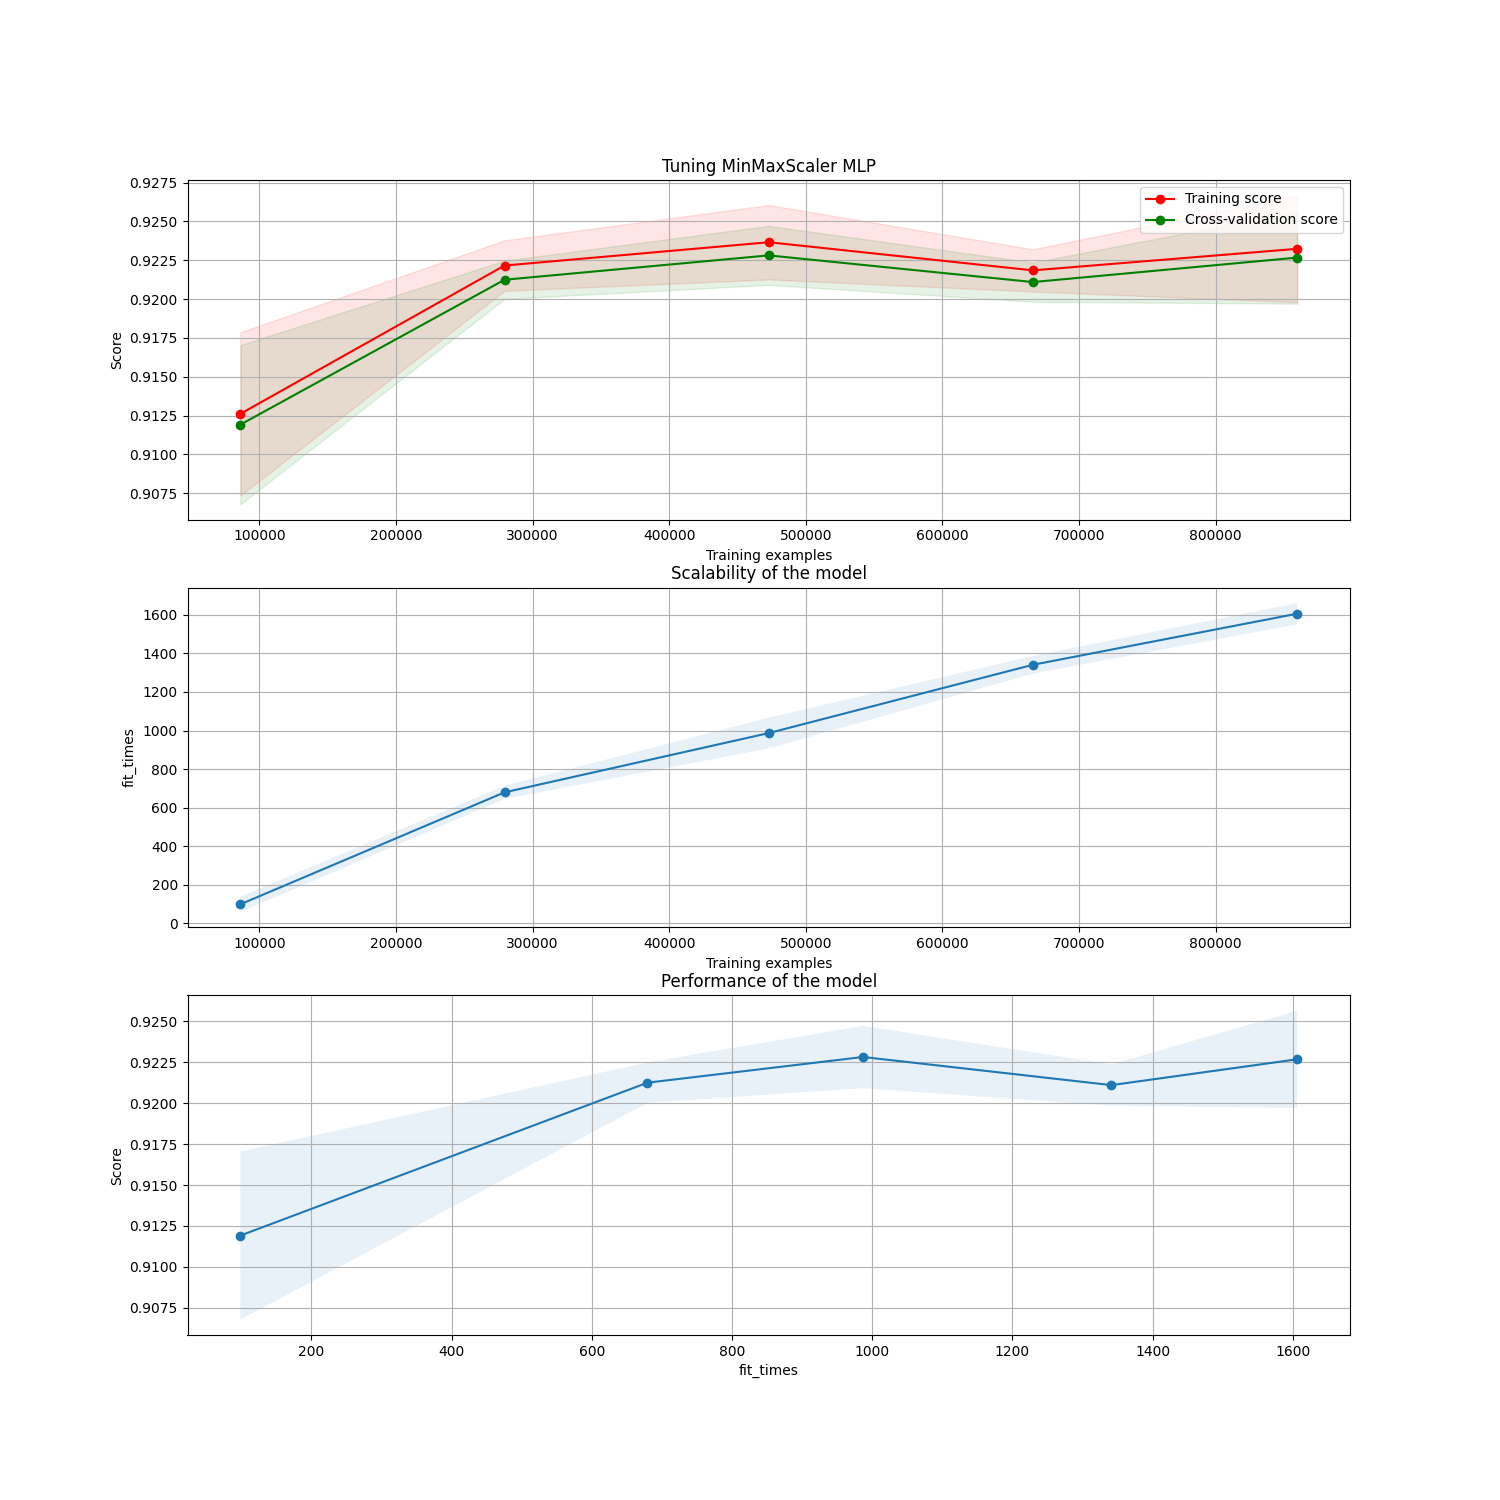 Tuning MinMaxScaler MLP
0.9275
0.9250
0.9225
0.9200
0.9175
0.9150
0.9125
0.9100
0.9075
Score
Training score
Cross-validation score
100000 200000 300000 400000 500000 600000 700000 800000
Training examples
Scalability of the model
1600
1400
1200
1000
800
600
400
200
0
fit_times
100000 200000 300000 400000 500000 600000 700000 800000
Training examples
Performance of the model
0.9250
0.9225
0.9200
0.9175
0.9150
0.9125
0.9100
0.9075
Score
200 400 600 800 1000 1200 1400 1600
fit_times